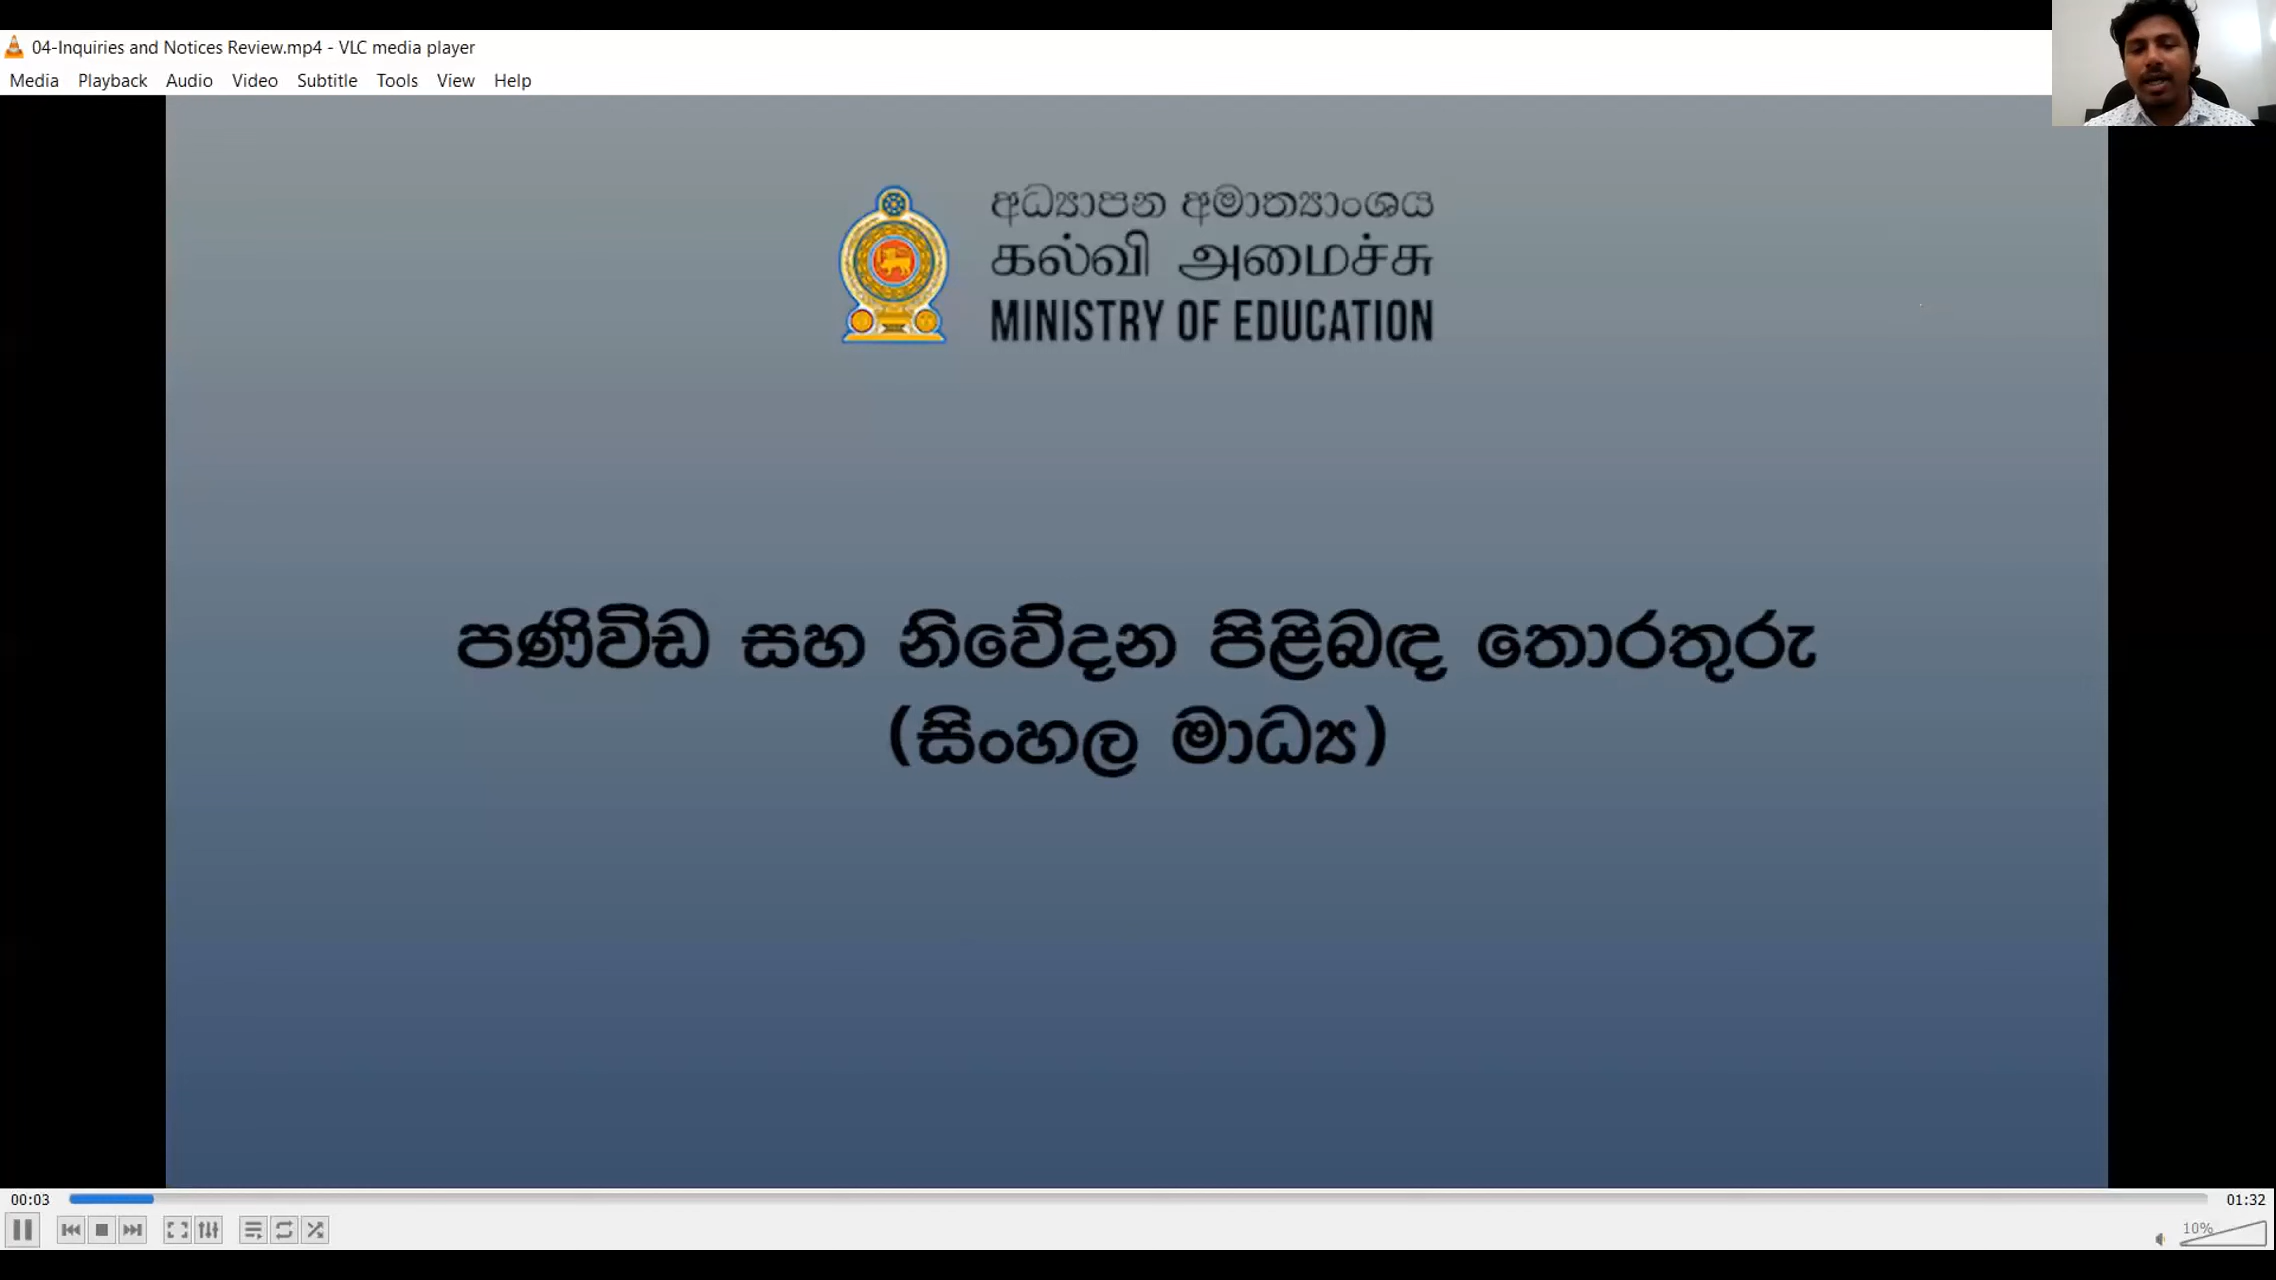 04-Inquiries and Notices Review.mp4 - VLC media player
Media Playback Audio Video Subtitle Tools View Help
අධ්‍යාපන අමාත්‍යාංශය
கல்வி அமைச்சு
MINISTRY OF EDUCATION
පණිවිඩ සහ නිවේදන පිළිබඳ තොරතුරු
(සිංහල මාධ්‍ය)
00:03 01:32
10%